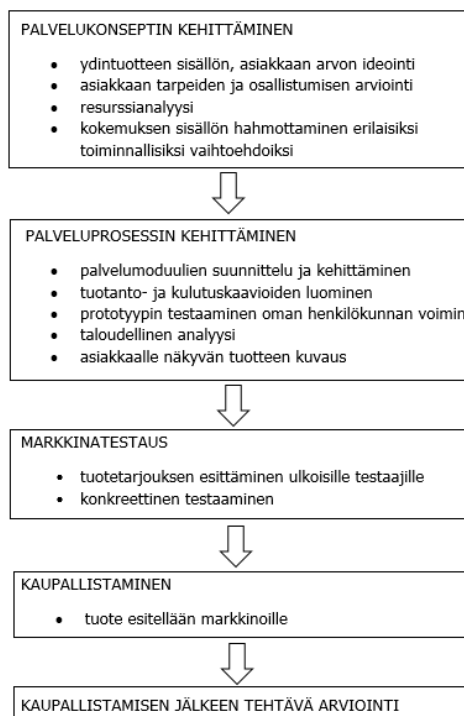 PALVELUKONSEPTIN KEHITTÄMINEN
• ydintuotteen sisällön, asiakkaan arvon ideointi
• asiakkaan tarpeiden ja osallistumisen arviointi
• resurssianalyysi
• kokemuksen sisällön hahmottaminen erilaisiksi
toiminnallisiksi vaihtoehdoiksi
PALVELUPROSESSIN KEHITTÄMINEN
• palvelumoduulien suunnittelu ja kehittäminen
• tuotanto- ja kulutuskaavioiden luominen
• prototyypin testaaminen oman henkilökunnan voimin
• taloudellinen analyysi
• asiakkaalle näkyvän tuotteen kuvaus
MARKKINATESTAUS
• tuotetarjouksen esittäminen ulkoisille testaajille
• konkreettinen testaaminen
KAUPALLISTAMINEN
• tuote esitellään markkinoille
KAUPALLISTAMISEN JÄLKEEN TEHTÄVÄ ARVIOINTI